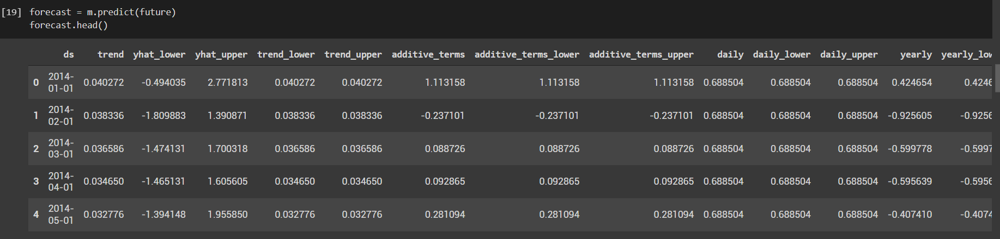 [19] forecast = m.predict(future)
forecast.head()
ds trend yhat_lower yhat_upper trend_lower trend_upper additive_terms additive_terms_lower additive_terms_upper daily daily_lower daily_upper yearly yearly_low
0 2014-01-01 0.040272 -0.494035 2.771813 0.040272 0.040272 1.113158 1.113158 1.113158 0.688504 0.688504 0.688504 0.424654 0.4246
1 2014-02-01 0.038336 -1.809883 1.390871 0.038336 0.038336 -0.237101 -0.237101 -0.237101 0.688504 0.688504 0.688504 -0.925605 -0.9256
2 2014-03-01 0.036586 -1.474131 1.700318 0.036586 0.036586 0.088726 0.088726 0.088726 0.688504 0.688504 0.688504 -0.599778 -0.5997
3 2014-04-01 0.034650 -1.465131 1.605605 0.034650 0.034650 0.092865 0.092865 0.092865 0.688504 0.688504 0.688504 -0.595639 -0.5956
4 2014-05-01 0.032776 -1.394148 1.955850 0.032776 0.032776 0.281094 0.281094 0.281094 0.688504 0.688504 0.688504 -0.407410 -0.4074